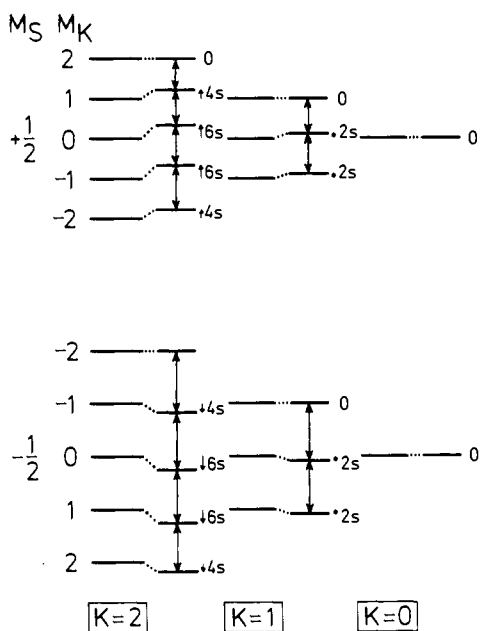 M_S M_K
2 0
1 ↑4s 0
+1/2 0 ↑6s •2s 0
-1 ↑6s •2s
-2 ↑4s
-2
-1 ↓4s 0
-1/2 0 ↓6s •2s 0
1 ↓6s •2s
2 ↓4s
K=2 K=1 K=0